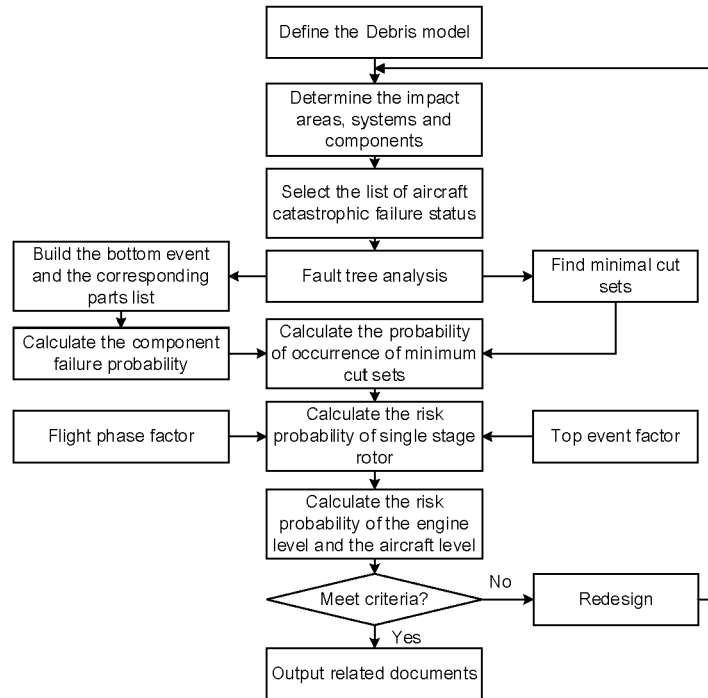 Define the Debris model
Determine the impact
areas, systems and
components
Select the list of aircraft
catastrophic failure status
Build the bottom event
and the corresponding
parts list
Fault tree analysis
Find minimal cut
sets
Calculate the component
failure probability
Calculate the probability
of occurrence of minimum
cut sets
Flight phase factor
Calculate the risk
probability of single stage
rotor
Top event factor
Calculate the risk
probability of the engine
level and the aircraft level
Meet criteria?
No
Redesign
Yes
Output related documents